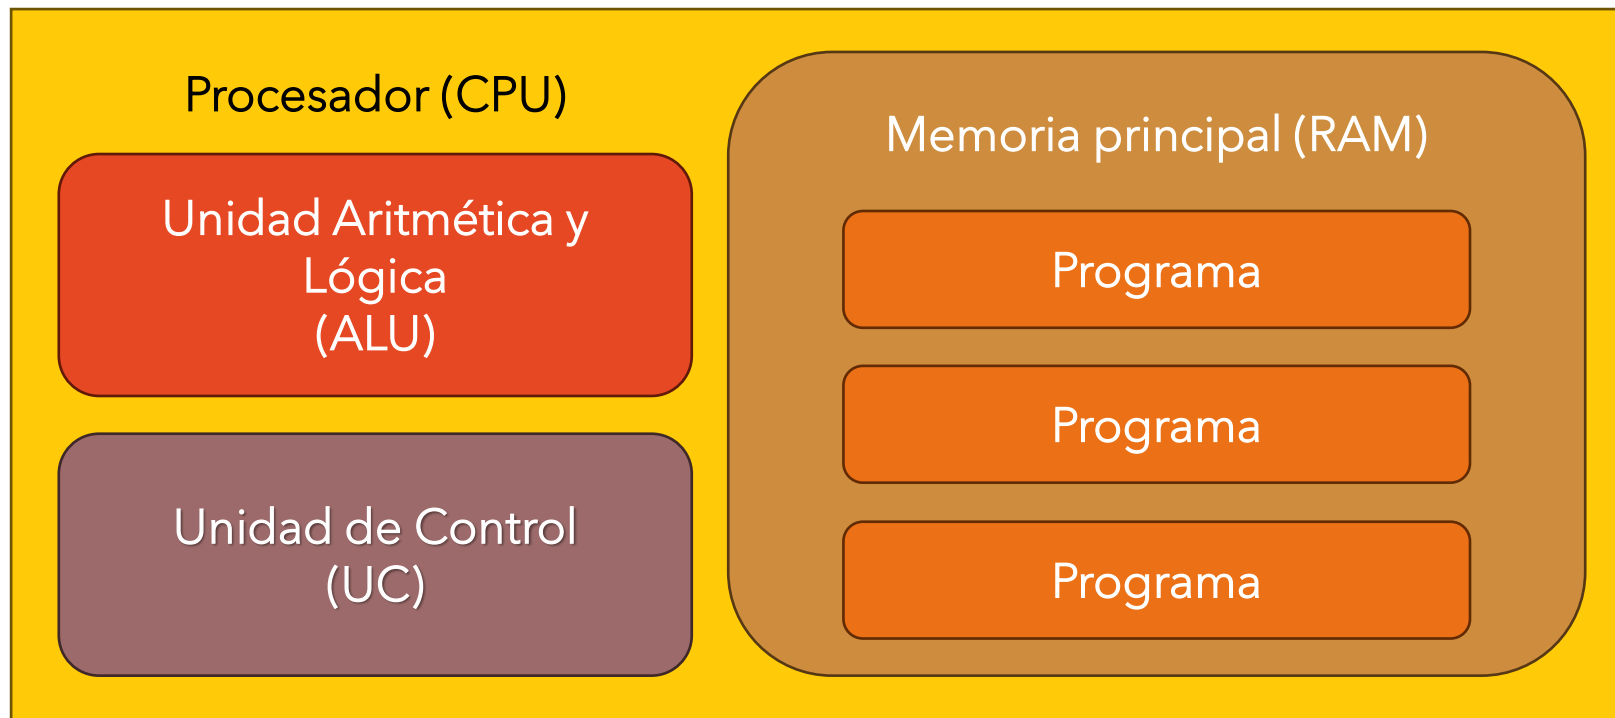 Procesador (CPU)
Unidad Aritmética y
Lógica
(ALU)
Unidad de Control
(UC)
Memoria principal (RAM)
Programa
Programa
Programa